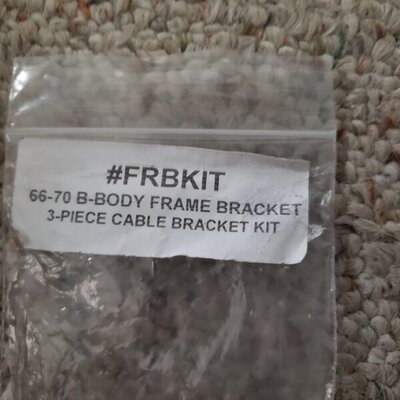 #FRBKIT
66-70 B-BODY FRAME BRACKET
3-PIECE CABLE BRACKET KIT